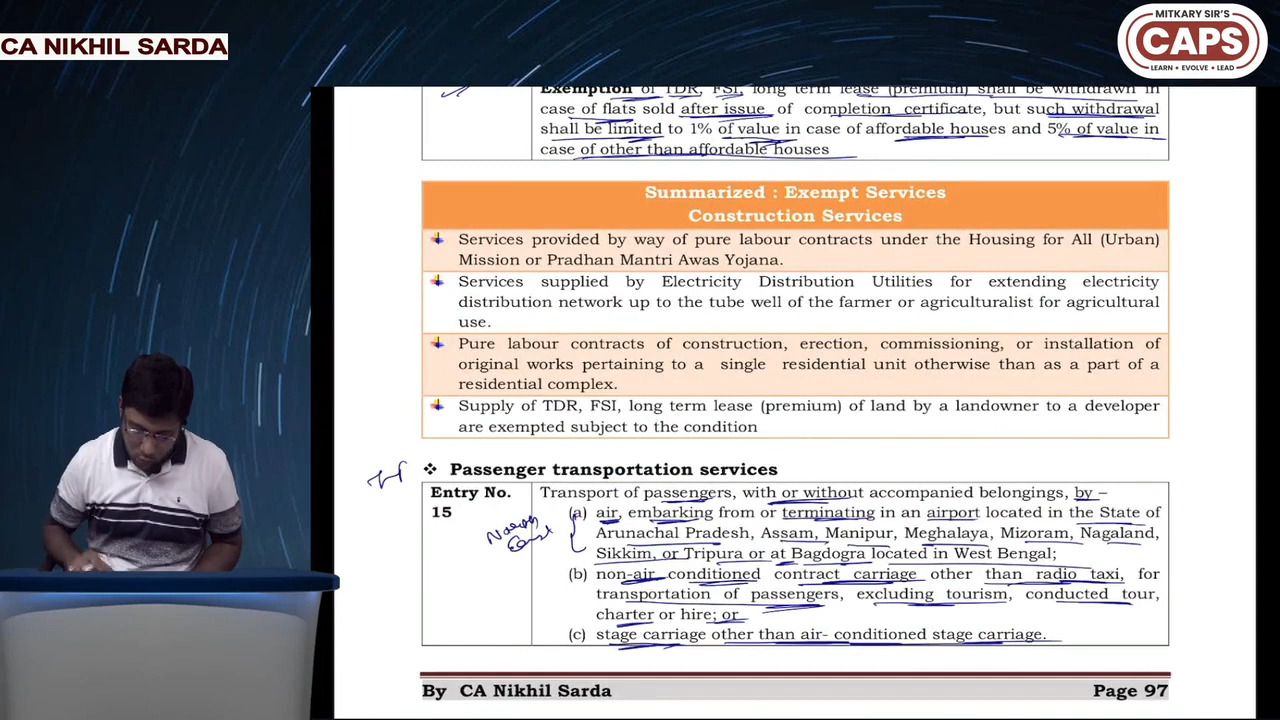 CA NIKHIL SARDA
MITKARY SIR'S
CAPS
LEARN • EVOLVE • LEAD
Exemption of TDR, FSI, long term lease (premium) shall be withdrawn in
case of flats sold after issue of completion certificate, but such withdrawal
shall be limited to 1% of value in case of affordable houses and 5% of value in
case of other than affordable houses
Summarized : Exempt Services
Construction Services
Services provided by way of pure labour contracts under the Housing for All (Urban)
Mission or Pradhan Mantri Awas Yojana.
Services supplied by Electricity Distribution Utilities for extending electricity
distribution network up to the tube well of the farmer or agriculturalist for agricultural
use.
Pure labour contracts of construction, erection, commissioning, or installation of
original works pertaining to a single residential unit otherwise than as a part of a
residential complex.
Supply of TDR, FSI, long term lease (premium) of land by a landowner to a developer
are exempted subject to the condition
❖ Passenger transportation services
Entry No.
15
Transport of passengers, with or without accompanied belongings, by –
(a) air, embarking from or terminating in an airport located in the State of
Arunachal Pradesh, Assam, Manipur, Meghalaya, Mizoram, Nagaland,
Sikkim, or Tripura or at Bagdogra located in West Bengal;
(b) non-air conditioned contract carriage other than radio taxi, for
transportation of passengers, excluding tourism, conducted tour,
charter or hire; or
(c) stage carriage other than air- conditioned stage carriage.
By CA Nikhil Sarda
Page 97